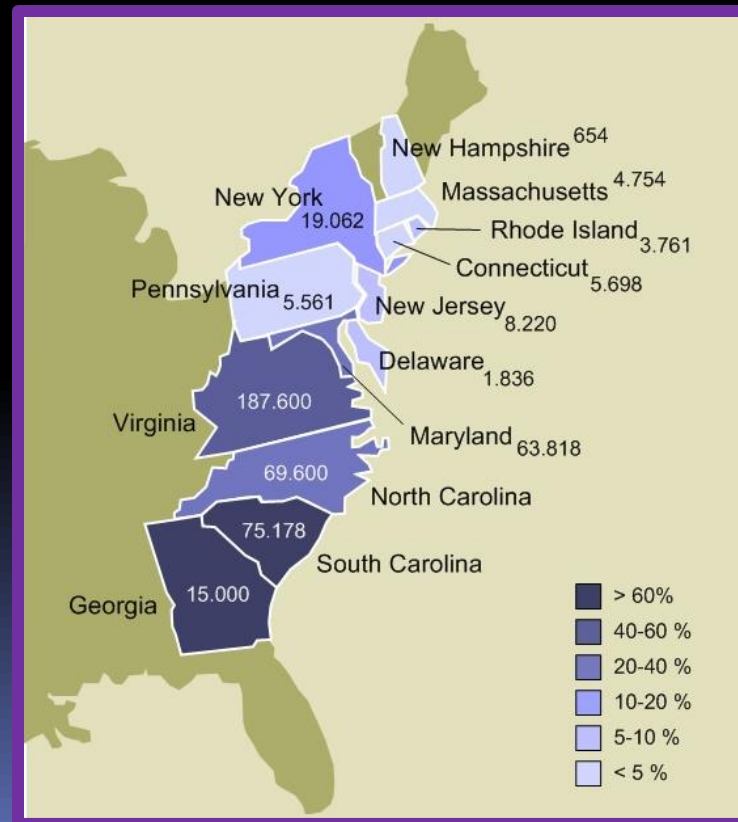 New Hampshire 654
Massachusetts 4.754
New York 19.062
Rhode Island 3.761
Connecticut 5.698
Pennsylvania 5.561
New Jersey 8.220
Delaware 1.836
Virginia 187.600
Maryland 63.818
69.600 North Carolina
75.178 South Carolina
Georgia 15.000
> 60%
40-60 %
20-40 %
10-20 %
5-10 %
< 5 %